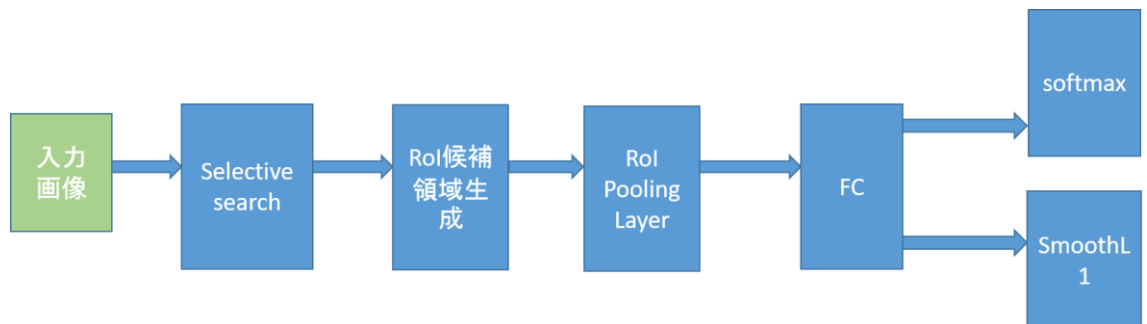 入力
画像
Selective
search
RoI候補
領域生
成
RoI
Pooling
Layer
FC
softmax
SmoothL
1